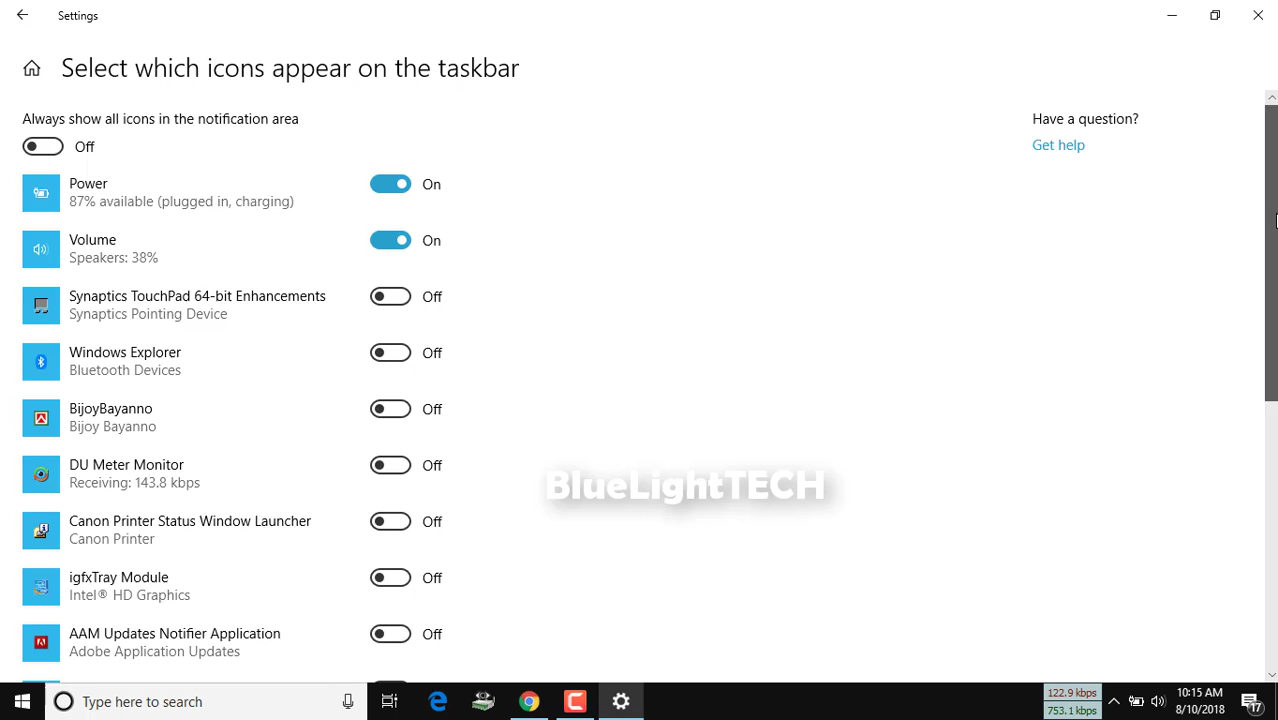 Settings
Select which icons appear on the taskbar
Always show all icons in the notification area
Off
Have a question?
Get help
Power
87% available (plugged in, charging)
On
Volume
Speakers: 38%
On
Synaptics TouchPad 64-bit Enhancements
Synaptics Pointing Device
Off
Windows Explorer
Bluetooth Devices
Off
BijoyBayanno
Bijoy Bayanno
Off
DU Meter Monitor
Receiving: 143.8 kbps
Off
BlueLightTECH
Canon Printer Status Window Launcher
Canon Printer
Off
igfxTray Module
Intel® HD Graphics
Off
AAM Updates Notifier Application
Adobe Application Updates
Off
Type here to search
122.9 kbps
753.1 kbps
10:15 AM
8/10/2018
17